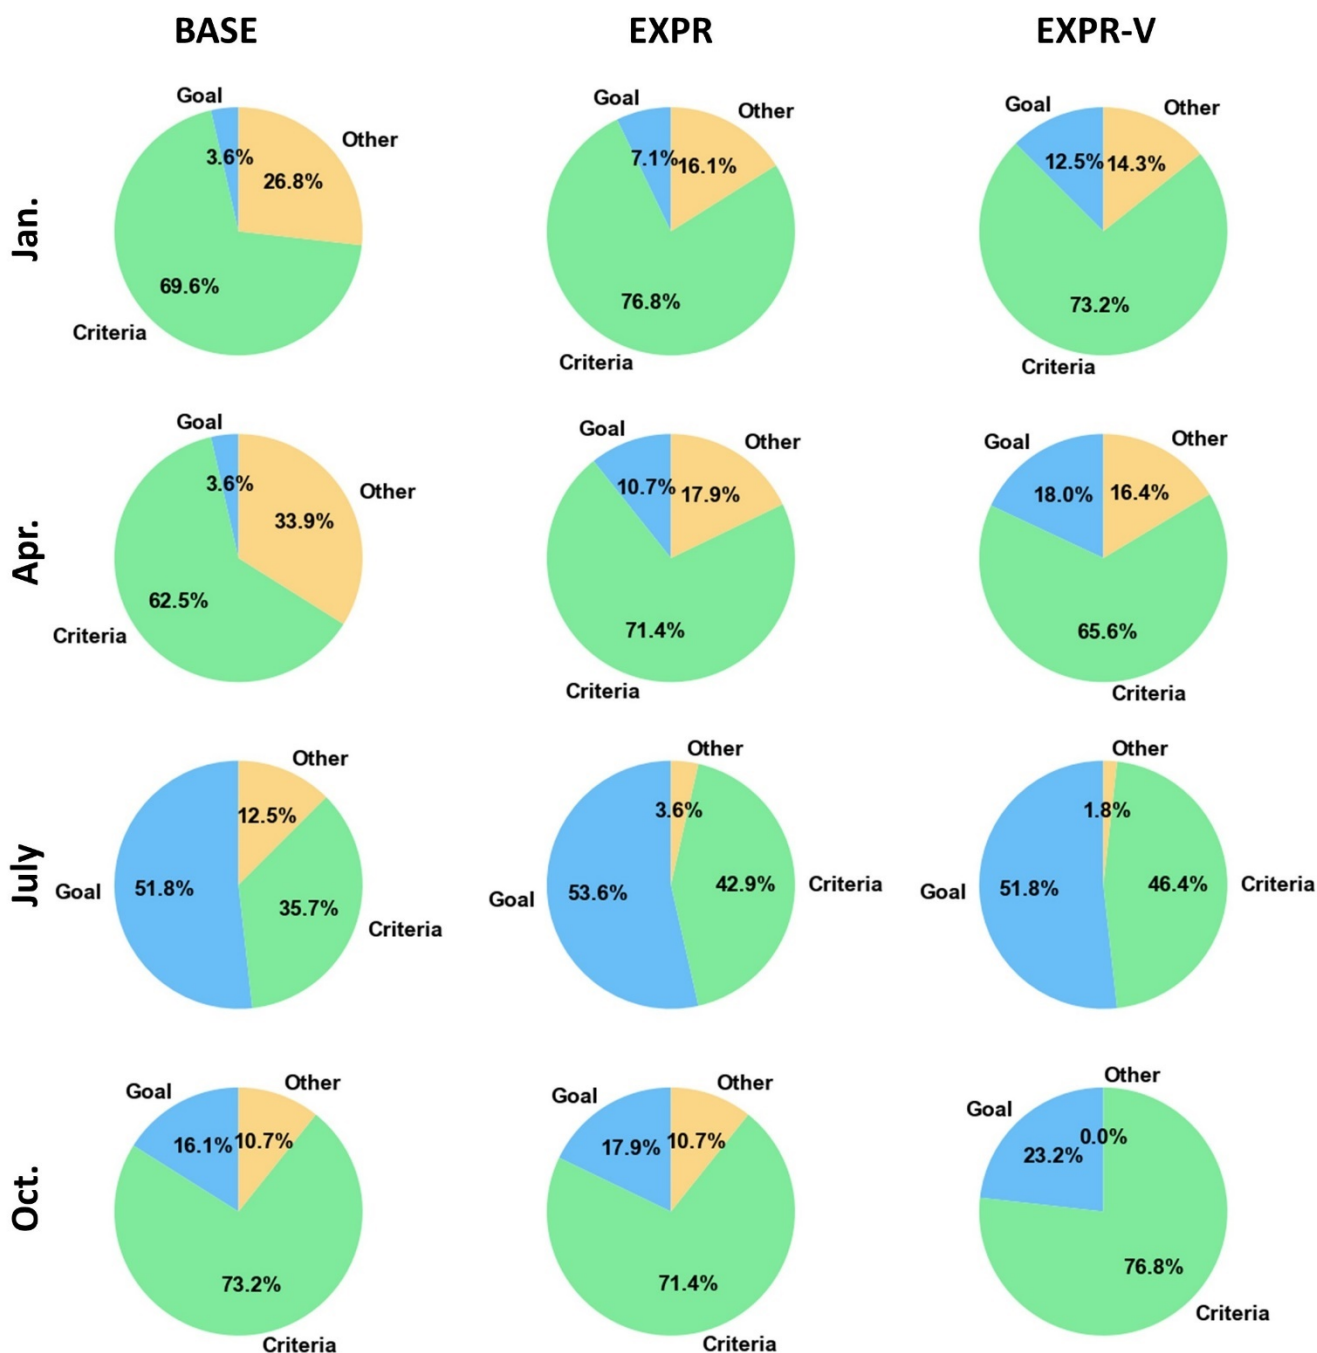 BASE
EXPR
EXPR-V
Jan.
Goal
Other
3.6%
26.8%
69.6%
Criteria
Goal
Other
7.1%
16.1%
76.8%
Criteria
Goal
Other
12.5%
14.3%
73.2%
Criteria
Apr.
Goal
Other
3.6%
33.9%
62.5%
Criteria
Goal
Other
10.7%
17.9%
71.4%
Criteria
Goal
Other
18.0%
16.4%
65.6%
Criteria
July
Other
12.5%
Goal
51.8%
35.7%
Criteria
Other
3.6%
Goal
53.6%
42.9%
Criteria
Other
1.8%
Goal
51.8%
46.4%
Criteria
Oct.
Goal
Other
16.1%
10.7%
73.2%
Criteria
Goal
Other
17.9%
10.7%
71.4%
Criteria
Other
Goal
0.0%
23.2%
76.8%
Criteria